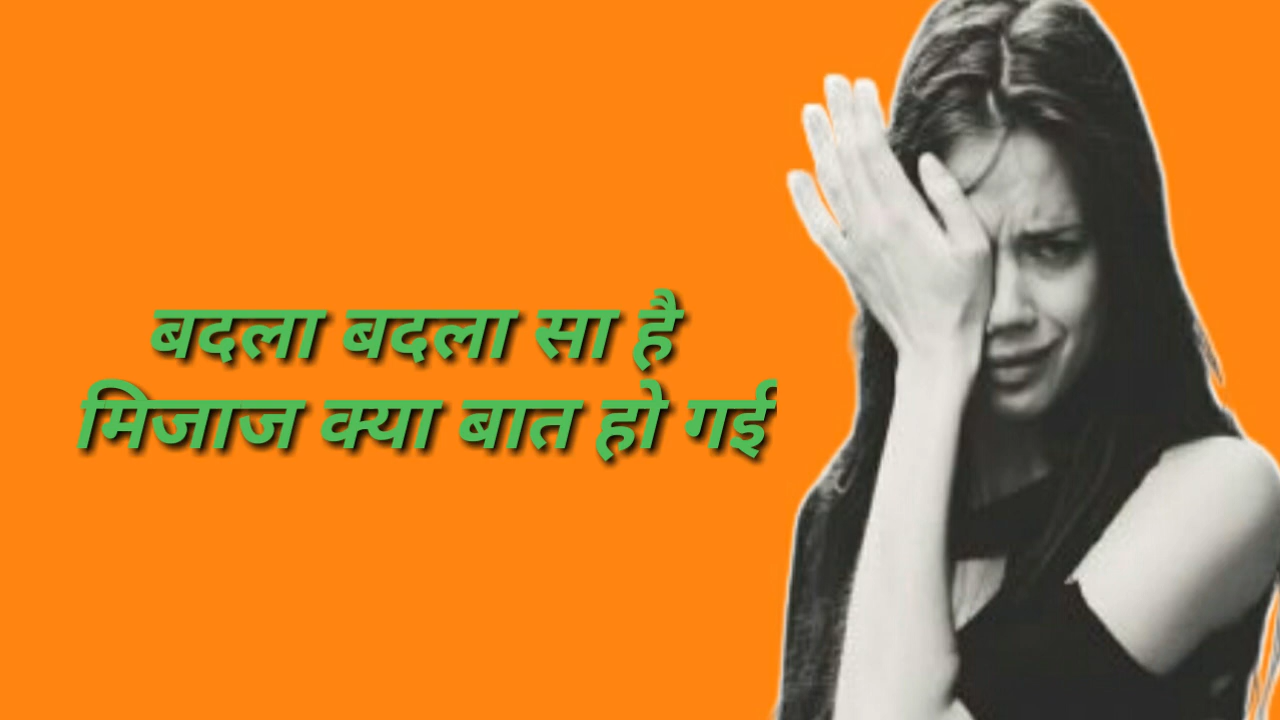 बदला बदला सा है
मिजाज क्या बात हो गई